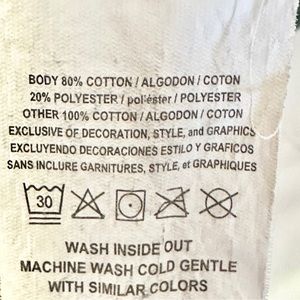 BODY 80% COTTON / ALGODON / COTON
20% POLYESTER / poliéster / POLYESTER
OTHER 100% COTTON / ALGODON / COTON
EXCLUSIVE OF DECORATION, STYLE, and GRAPHICS
EXCLUYENDO DECORACIONES ESTILO Y GRAFICOS
SANS INCLURE GARNITURES, STYLE, et GRAPHIQUES
30
WASH INSIDE OUT
MACHINE WASH COLD GENTLE
WITH SIMILAR COLORS